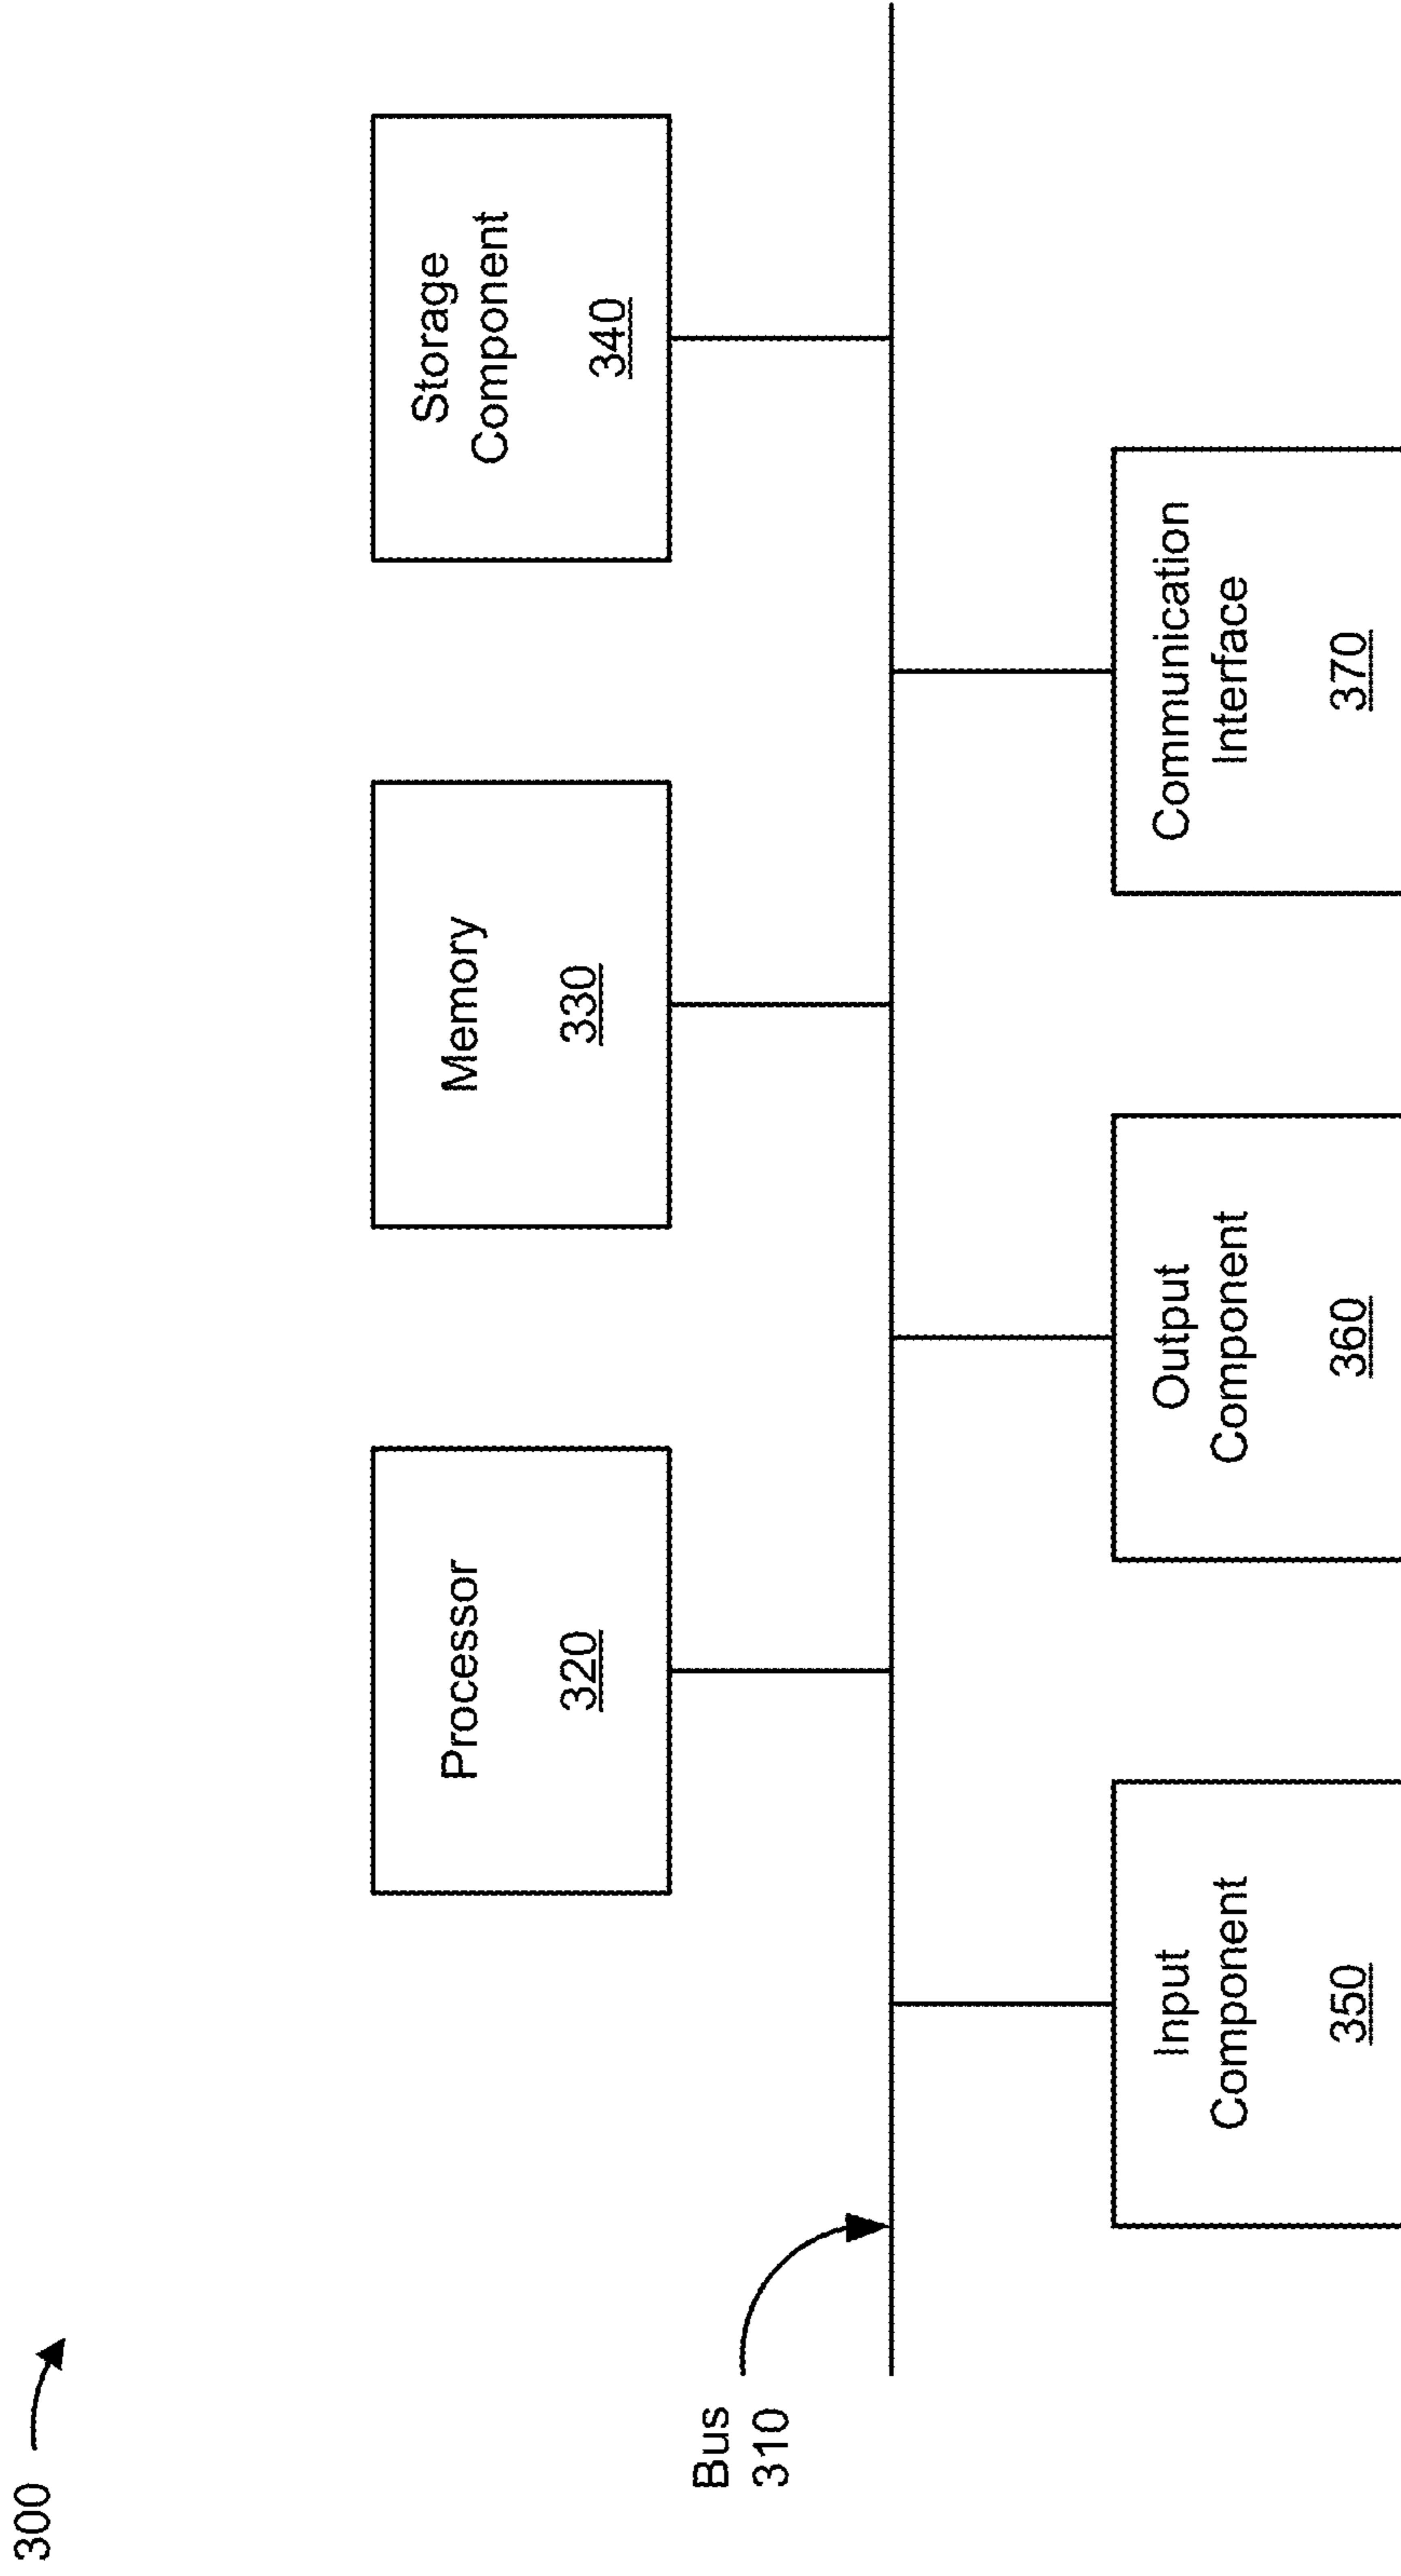 300
Processor
320
Memory
330
Storage
Component
340
Bus
310
Input
Component
350
Output
Component
360
Communication
Interface
370